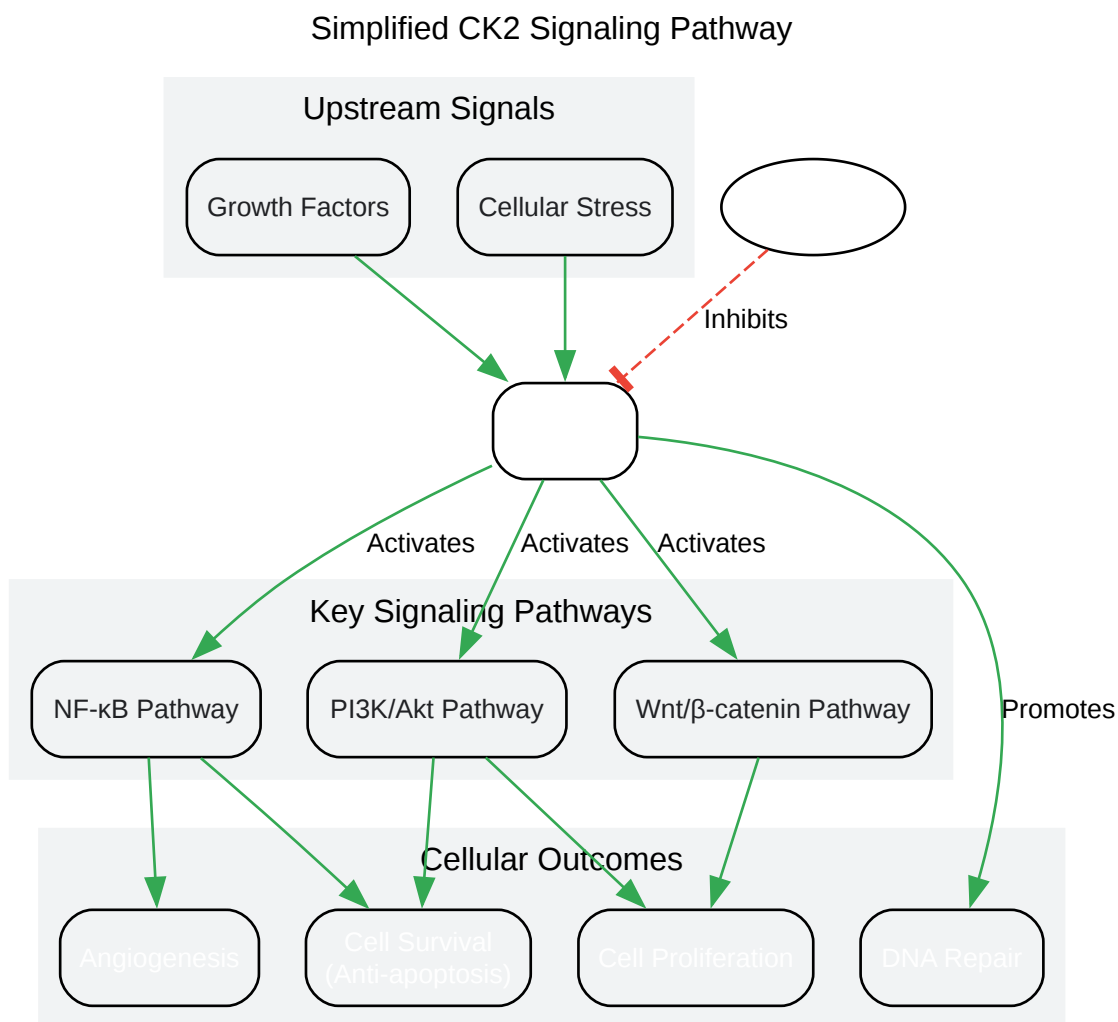 Simplified CK2 Signaling Pathway
Upstream Signals
Growth Factors
Cellular Stress
Inhibits
Activates
Activates
Activates
Key Signaling Pathways
NF-κB Pathway
PI3K/Akt Pathway
Wnt/β-catenin Pathway
Promotes
Cellular Outcomes
Angiogenesis
Cell Survival
(Anti-apoptosis)
Cell Proliferation
DNA Repair